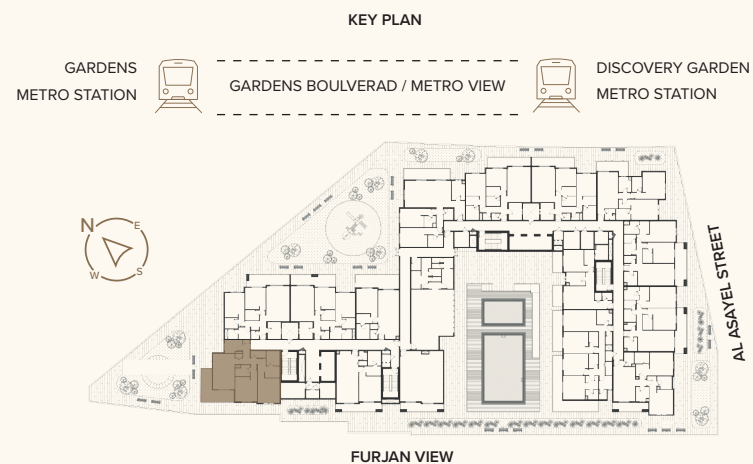 KEY PLAN
GARDENS
METRO STATION
GARDENS BOULVERAD / METRO VIEW
DISCOVERY GARDEN
METRO STATION
N
E
W
S
AL ASAYEL STREET
FURJAN VIEW